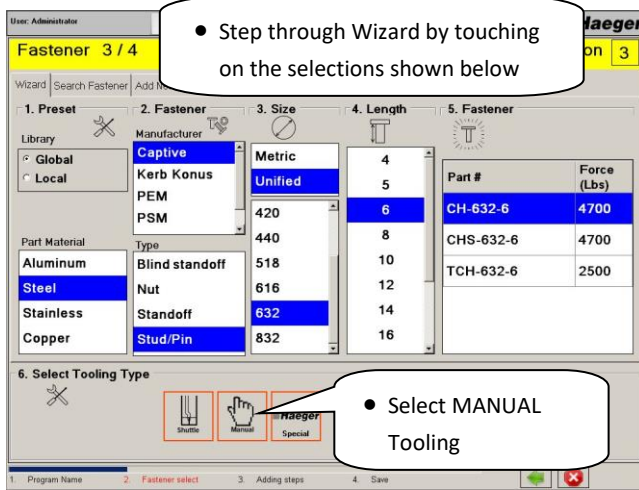 User: Administrator
Haeger
• Step through Wizard by touching
on the selections shown below
Fastener 3 / 4
on 3
Wizard
Search Fastener
Add
1. Preset
2. Fastener
3. Size
4. Length
5. Fastener
Library
Global
Local
Manufacturer
Captive
Kerb Konus
PEM
PSM
Metric
Unified
420
440
518
616
632
832
4
5
6
8
10
12
14
16
Part # Force (Lbs)
CH-632-6 4700
CHS-632-6 4700
TCH-632-6 2500
Part Material
Aluminum
Steel
Stainless
Copper
Type
Blind standoff
Nut
Standoff
Stud/Pin
6. Select Tooling Type
Shuttle
Manual
Haeger
Special
• Select MANUAL
Tooling
1. Program Name 2. Fastener select 3. Adding steps 4. Save